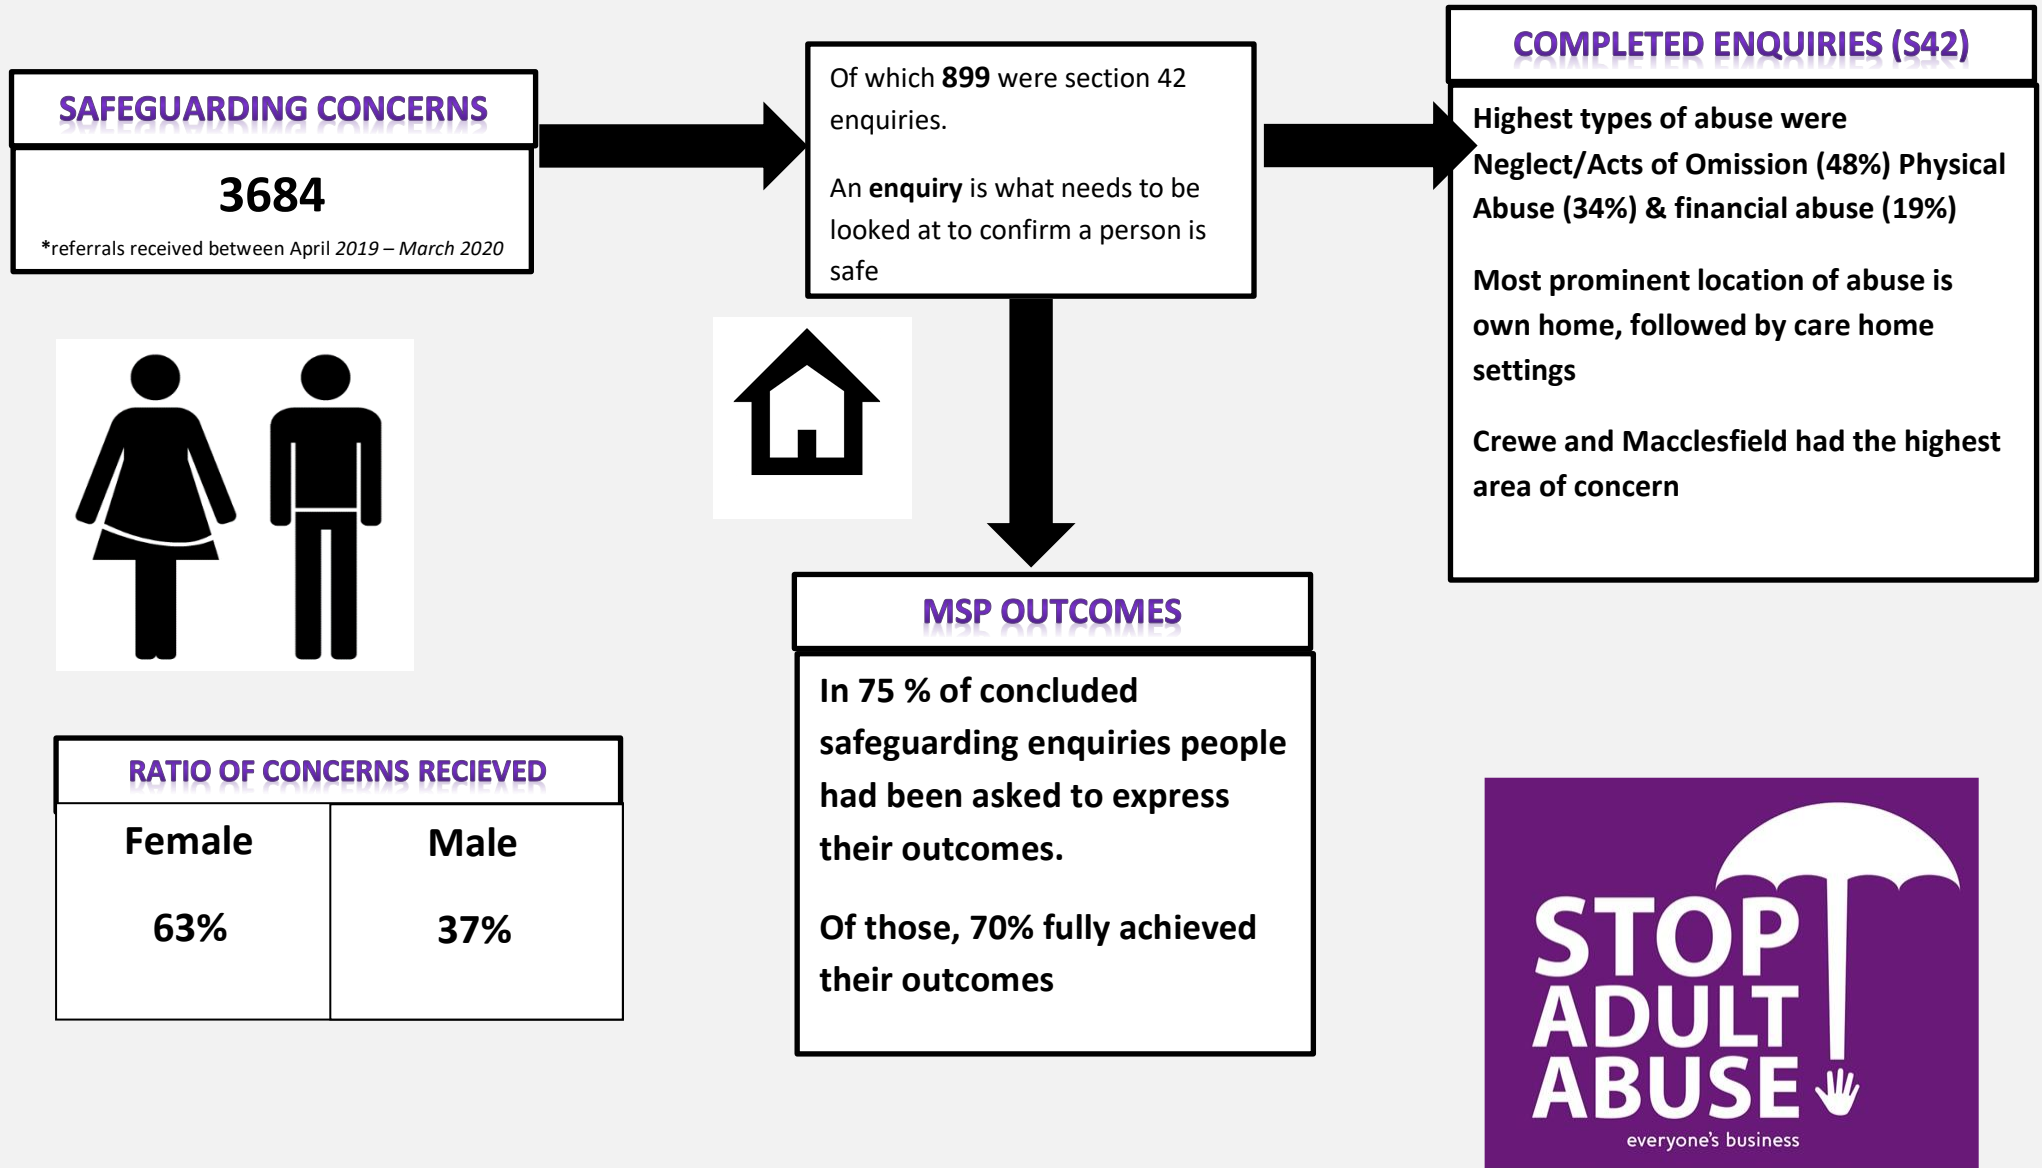 SAFEGUARDING CONCERNS
3684
*referrals received between April 2019 – March 2020
Of which 899 were section 42
enquiries.
An enquiry is what needs to be
looked at to confirm a person is
safe
COMPLETED ENQUIRIES (S42)
Highest types of abuse were
Neglect/Acts of Omission (48%) Physical
Abuse (34%) & financial abuse (19%)
Most prominent location of abuse is
own home, followed by care home
settings
Crewe and Macclesfield had the highest
area of concern
MSP OUTCOMES
In 75 % of concluded
safeguarding enquiries people
had been asked to express
their outcomes.
Of those, 70% fully achieved
their outcomes
RATIO OF CONCERNS RECIEVED
Female
63%
Male
37%
STOP
ADULT
ABUSE
everyone's business